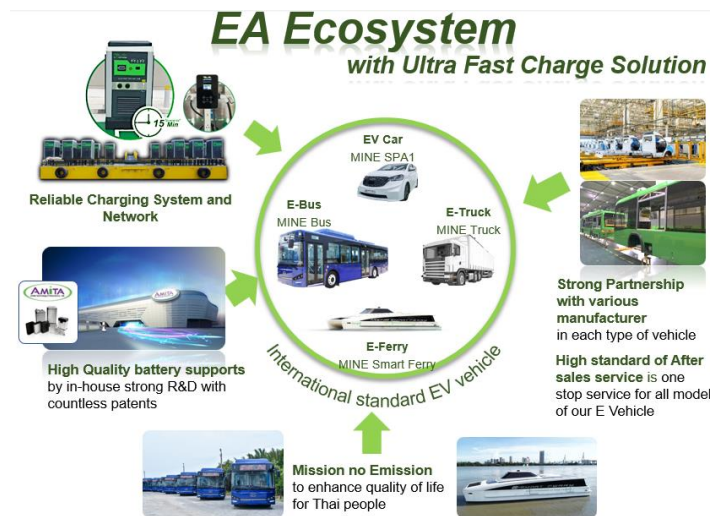 EA Ecosystem
with Ultra Fast Charge Solution
15 Min
Reliable Charging System and
Network
EV Car
MINE SPA1
E-Bus
MINE Bus
E-Truck
MINE Truck
E-Ferry
MINE Smart Ferry
International standard EV vehicle
AMITA
AMITA
High Quality battery supports
by in-house strong R&D with
countless patents
Strong Partnership
with various
manufacturer
in each type of vehicle
High standard of After
sales service is one
stop service for all model
of our E Vehicle
Mission no Emission
to enhance quality of life
for Thai people